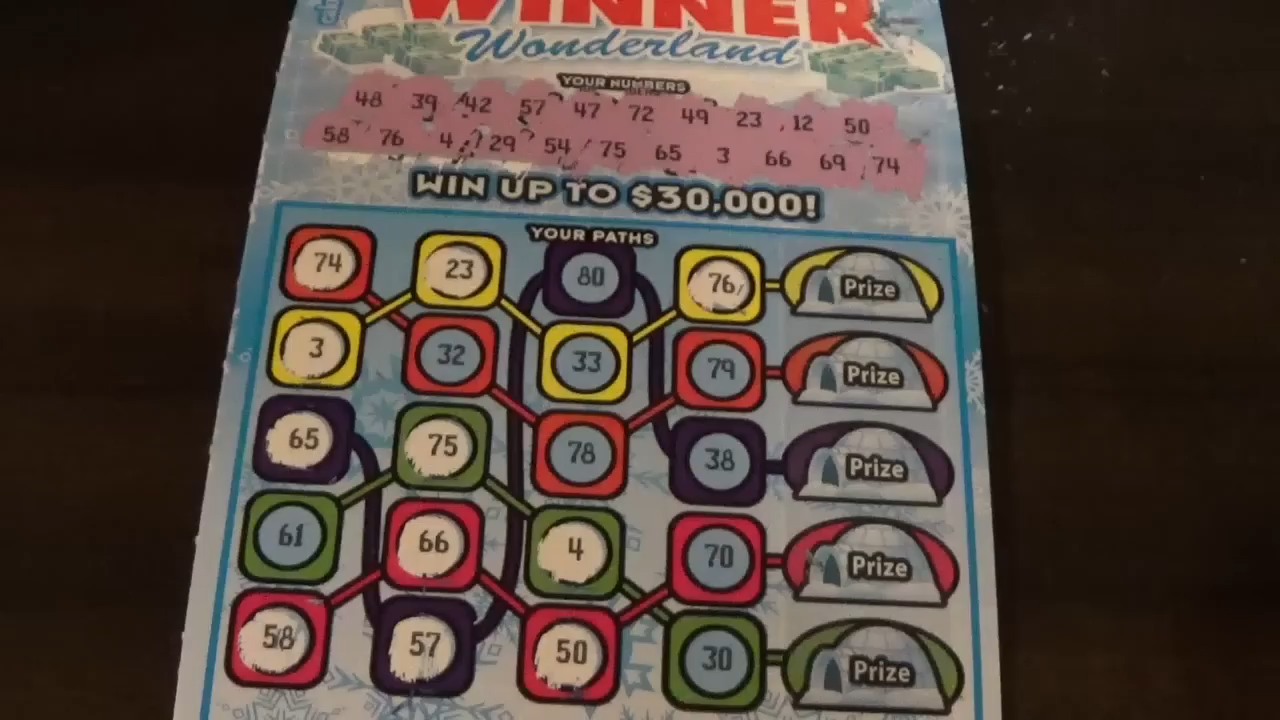 WINNER
Wonderland
YOUR NUMBERS
48 39 42 57 47 72 49 23 12 50
58 76 4 29 54 75 65 3 66 69 74
WIN UP TO $30,000!
YOUR PATHS
74 23 80 76 Prize
3 32 33 79 Prize
65 75 78 38 Prize
61 66 4 70 Prize
58 57 50 30 Prize